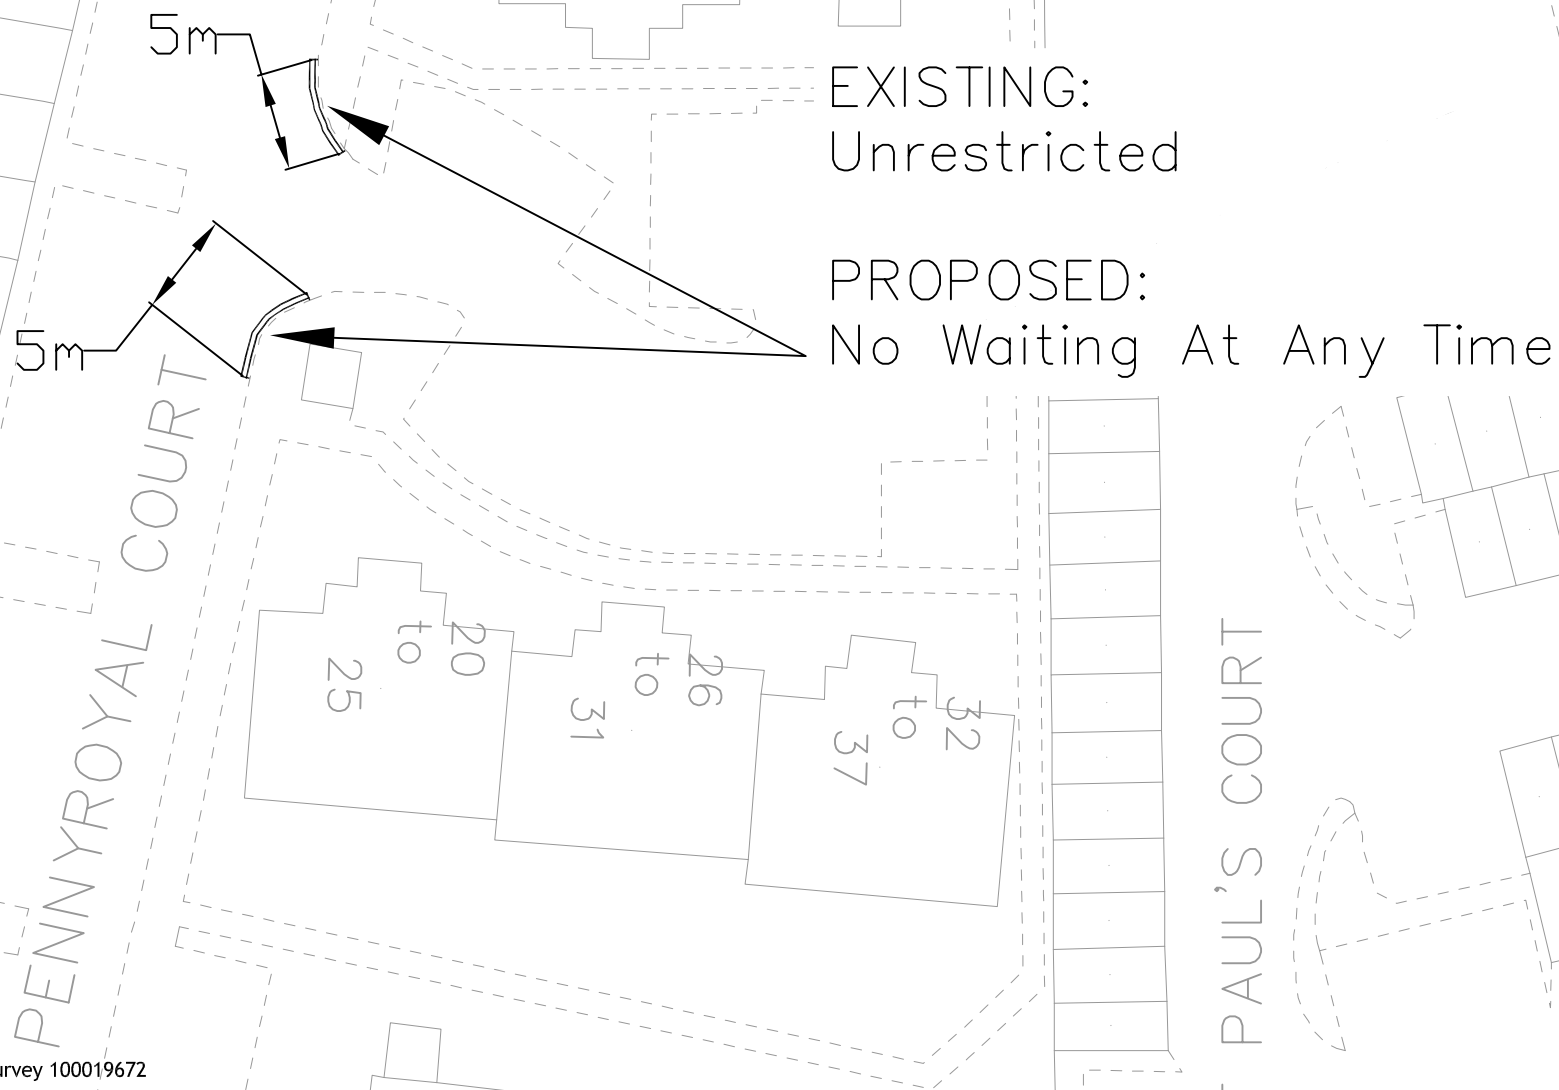 5m
EXISTING:
Unrestricted
PROPOSED:
No Waiting At Any Time
5m
PENNYROYAL COURT
20
to
25
26
to
31
32
to
37
PAUL'S COURT
100019672